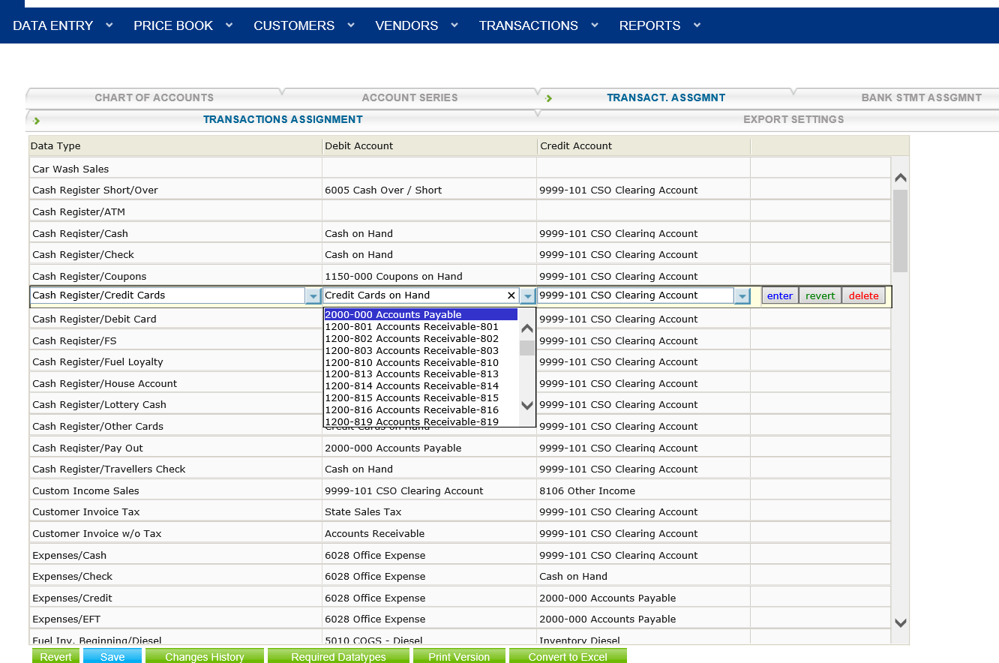 DATA ENTRY PRICE BOOK CUSTOMERS VENDORS TRANSACTIONS REPORTS
CHART OF ACCOUNTS ACCOUNT SERIES TRANSACT. ASSGMNT BANK STMT ASSGMNT
TRANSACTIONS ASSIGNMENT EXPORT SETTINGS
Data Type Debit Account Credit Account
Car Wash Sales
Cash Register Short/Over 6005 Cash Over / Short 9999-101 CSO Clearing Account
Cash Register/ATM
Cash Register/Cash Cash on Hand 9999-101 CSO Clearing Account
Cash Register/Check Cash on Hand 9999-101 CSO Clearing Account
Cash Register/Coupons 1150-000 Coupons on Hand 9999-101 CSO Clearing Account
Cash Register/Credit Cards Credit Cards on Hand 9999-101 CSO Clearing Account enter revert delete
2000-000 Accounts Payable
1200-801 Accounts Receivable-801
1200-802 Accounts Receivable-802
1200-803 Accounts Receivable-803
1200-810 Accounts Receivable-810
1200-813 Accounts Receivable-813
1200-814 Accounts Receivable-814
1200-815 Accounts Receivable-815
1200-816 Accounts Receivable-816
1200-819 Accounts Receivable-819
Cash Register/Debit Card 9999-101 CSO Clearing Account
Cash Register/FS 9999-101 CSO Clearing Account
Cash Register/Fuel Loyalty 9999-101 CSO Clearing Account
Cash Register/House Account 9999-101 CSO Clearing Account
Cash Register/Lottery Cash 9999-101 CSO Clearing Account
Cash Register/Other Cards Credit Cards on Hand 9999-101 CSO Clearing Account
Cash Register/Pay Out 2000-000 Accounts Payable 9999-101 CSO Clearing Account
Cash Register/Travellers Check Cash on Hand 9999-101 CSO Clearing Account
Custom Income Sales 9999-101 CSO Clearing Account 8106 Other Income
Customer Invoice Tax State Sales Tax 9999-101 CSO Clearing Account
Customer Invoice w/o Tax Accounts Receivable 9999-101 CSO Clearing Account
Expenses/Cash 6028 Office Expense 9999-101 CSO Clearing Account
Expenses/Check 6028 Office Expense Cash on Hand
Expenses/Credit 6028 Office Expense 2000-000 Accounts Payable
Expenses/EFT 6028 Office Expense 2000-000 Accounts Payable
Fuel Inv. Beginning/Diesel 5010 COGS - Diesel Inventory Diesel
Revert Save Changes History Required Datatypes Print Version Convert to Excel